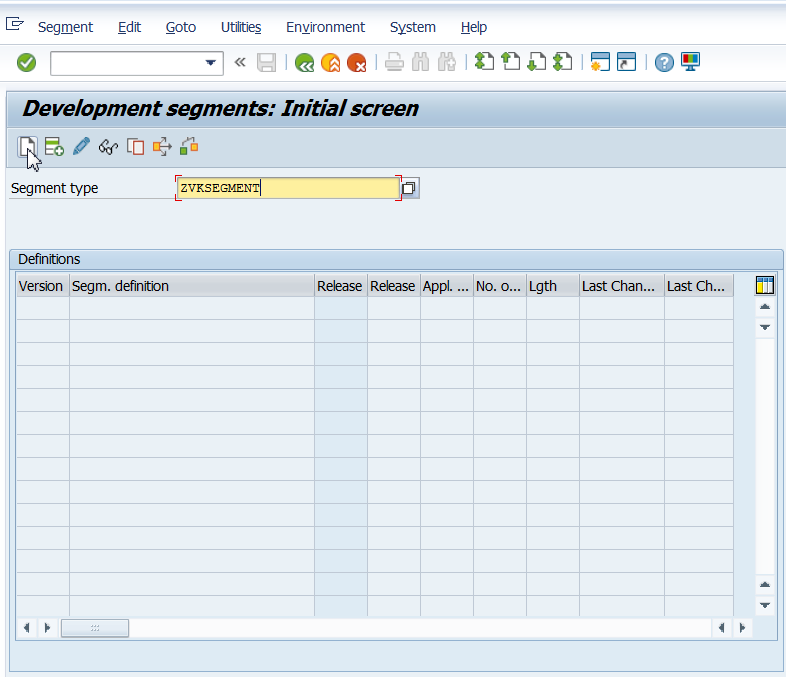 Segment Edit Goto Utilities Environment System Help
Development segments: Initial screen
Segment type ZVKSEGMENT
Definitions
Version Segm. definition Release Release Appl. ... No. o... Lgth Last Chan... Last Ch...